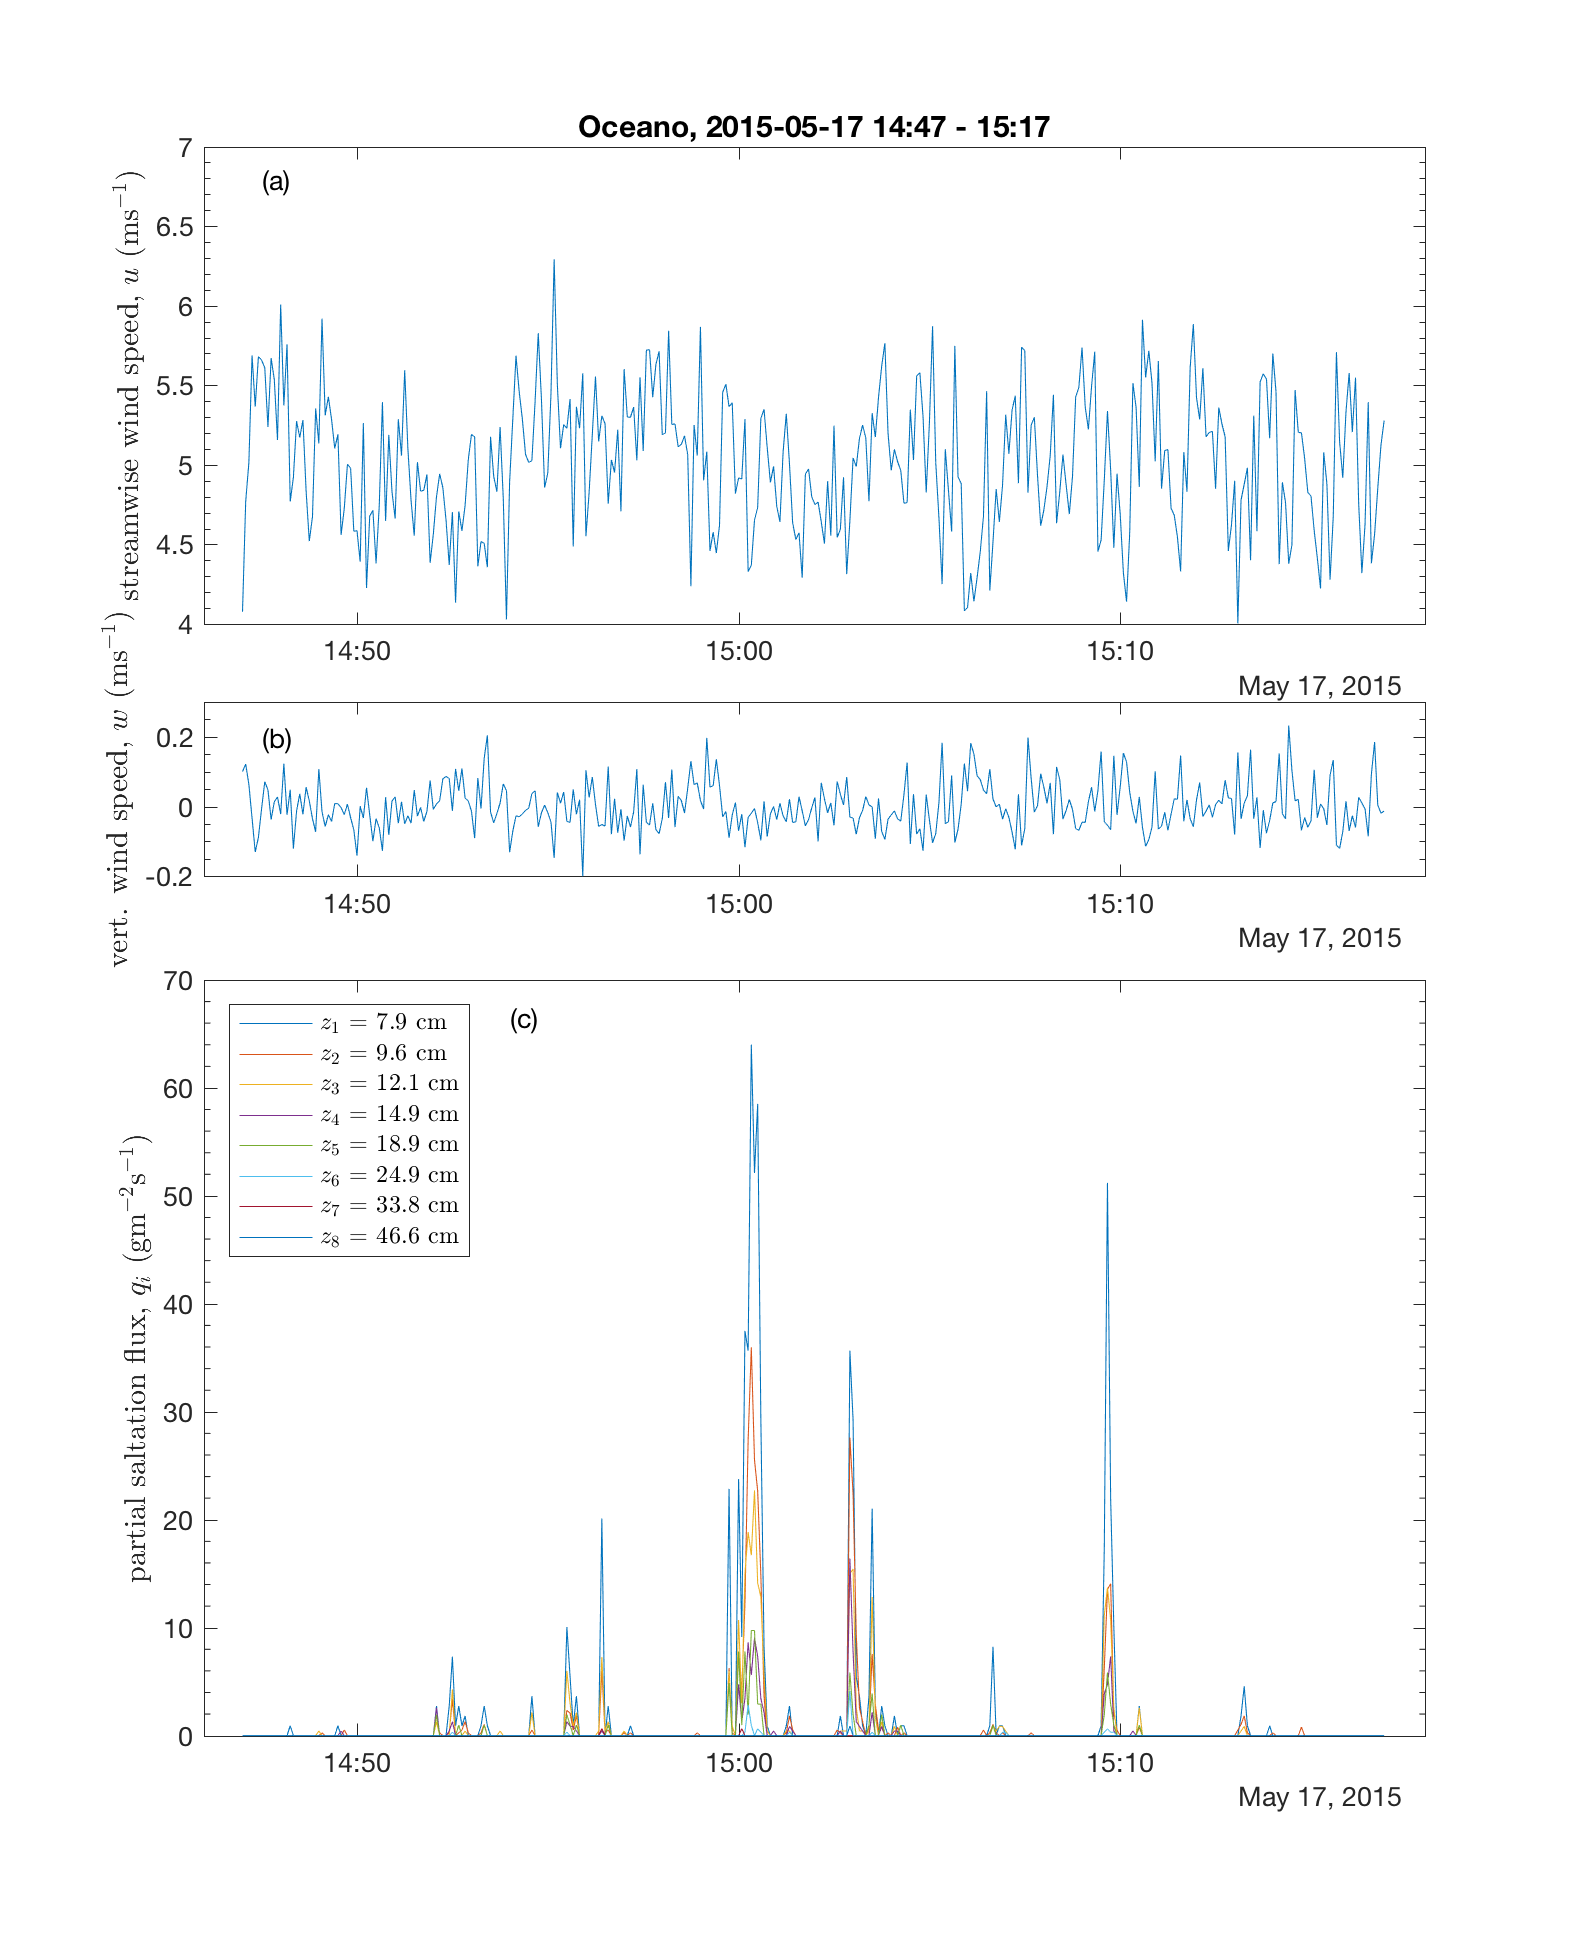 Oceano, 2015-05-17 14:47 - 15:17
(a)
streamwise wind speed, u (ms⁻¹)
7
6.5
6
5.5
5
4.5
4
14:50 15:00 15:10
May 17, 2015
(b)
vert. wind speed, w (ms⁻¹)
0.2
0
-0.2
14:50 15:00 15:10
May 17, 2015
(c)
partial saltation flux, qᵢ (gm⁻²s⁻¹)
70
60
50
40
30
20
10
0
z₁ = 7.9 cm
z₂ = 9.6 cm
z₃ = 12.1 cm
z₄ = 14.9 cm
z₅ = 18.9 cm
z₆ = 24.9 cm
z₇ = 33.8 cm
z₈ = 46.6 cm
14:50 15:00 15:10
May 17, 2015